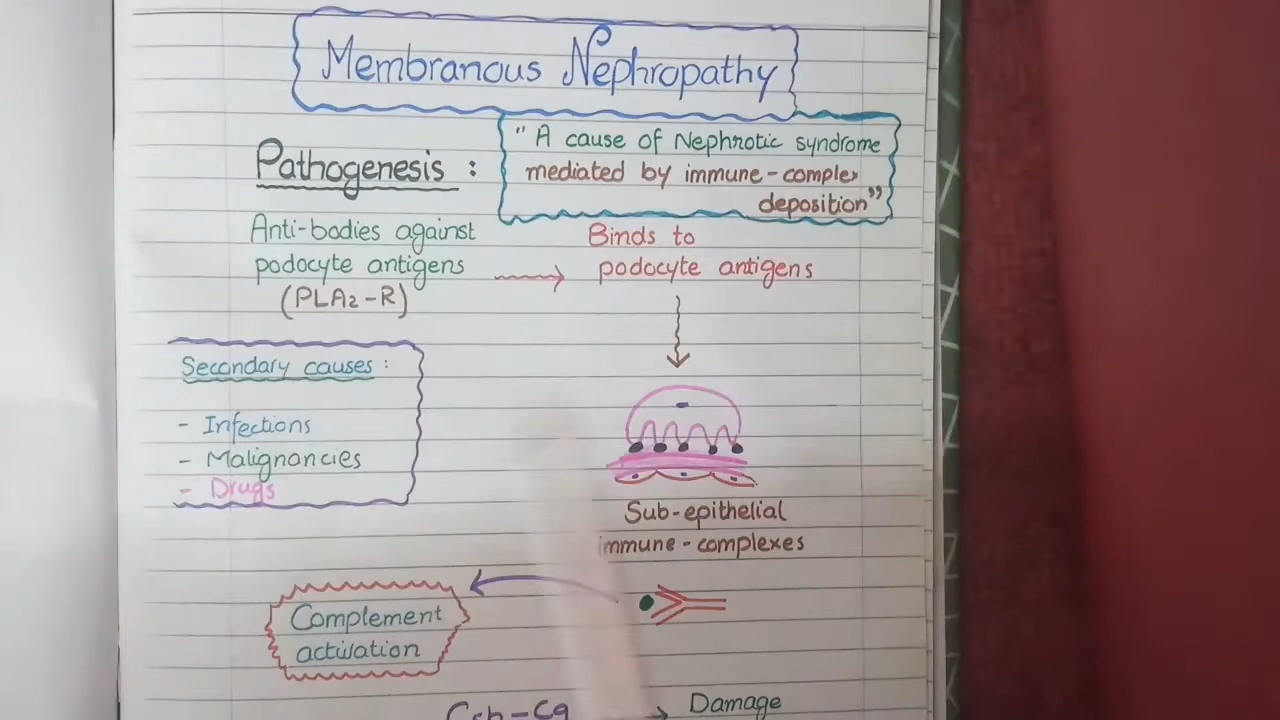 Membranous Nephropathy
" A cause of Nephrotic syndrome
mediated by immune-complex
deposition"
Pathogenesis :
Anti-bodies against
podocyte antigens
(PLA2-R)
Binds to
podocyte antigens
Secondary causes :
- Infections
- Malignancies
- Drugs
Sub-epithelial
immune-complexes
Complement
activation
Damage